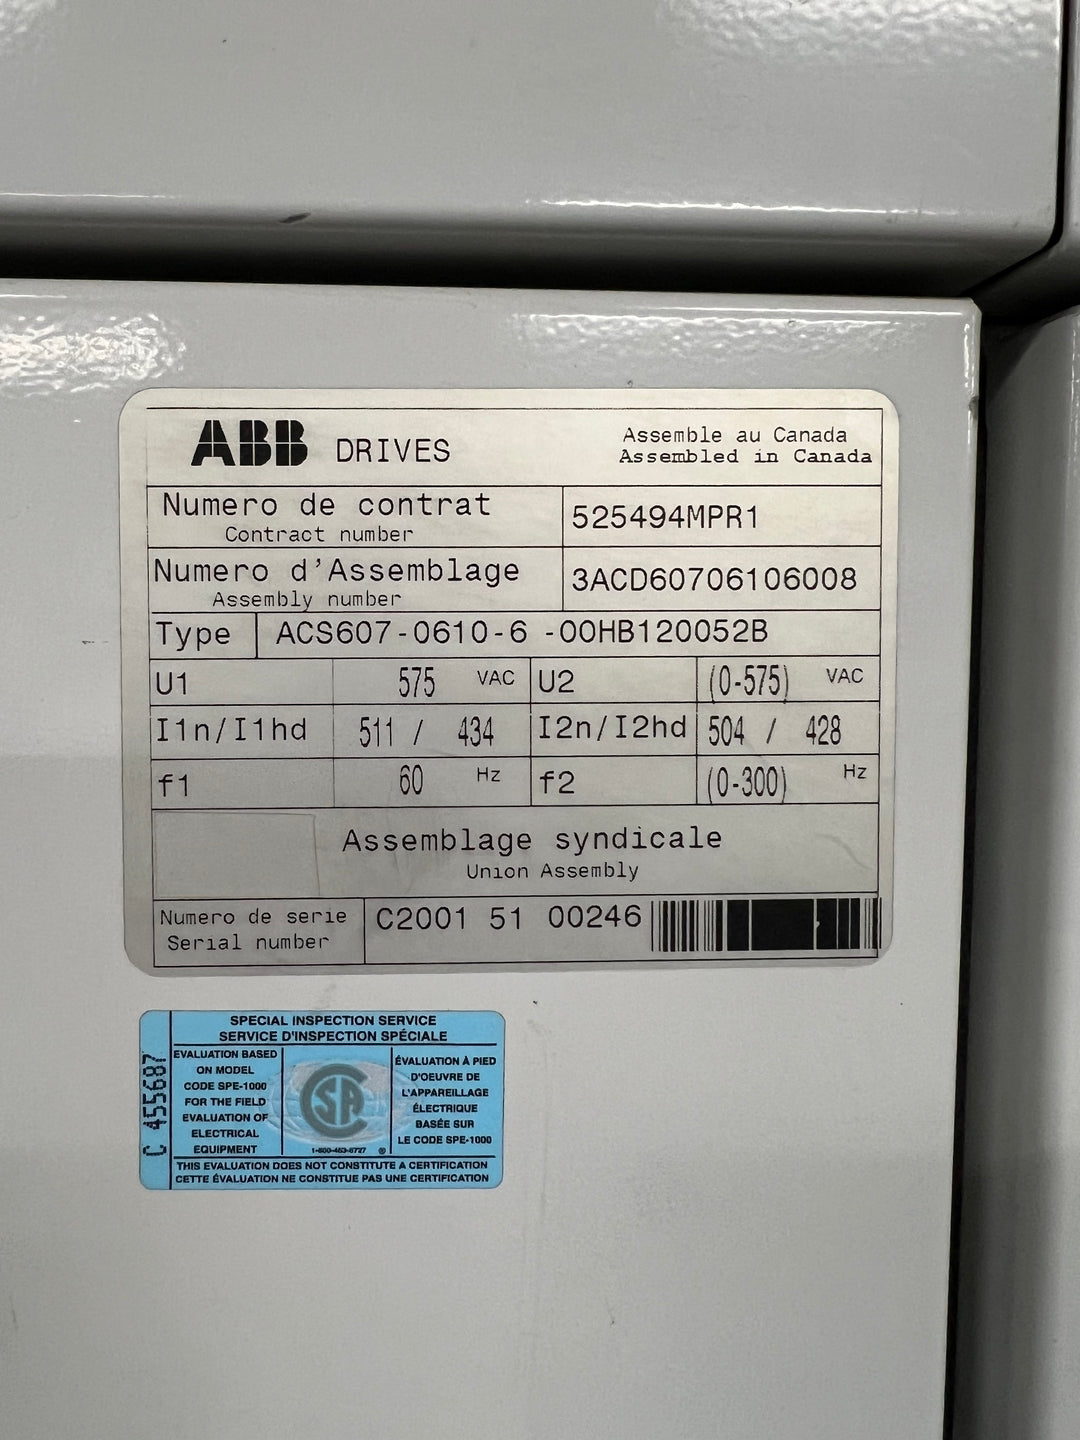 ABB DRIVES
Assemble au Canada
Assembled in Canada
Numero de contrat
Contract number
525494MPR1
Numero d'Assemblage
Assembly number
3ACD60706106008
Type ACS607-0610-6 -00HB120052B
U1 575 VAC U2 (0-575) VAC
I1n/I1hd 511 / 434 I2n/I2hd 504 / 428
f1 60 Hz f2 (0-300) Hz
Assemblage syndicale
Union Assembly
Numero de serie
Serial number
C2001 51 00246
SPECIAL INSPECTION SERVICE
SERVICE D'INSPECTION SPÉCIALE
C 455687
EVALUATION BASED
ON MODEL
CODE SPE-1000
FOR THE FIELD
EVALUATION OF
ELECTRICAL
EQUIPMENT
CSA
1-800-463-6727 ®
ÉVALUATION À PIED
D'OEUVRE DE
L'APPAREILLAGE
ÉLECTRIQUE
BASÉE SUR
LE CODE SPE-1000
THIS EVALUATION DOES NOT CONSTITUTE A CERTIFICATION
CETTE ÉVALUATION NE CONSTITUE PAS UNE CERTIFICATION